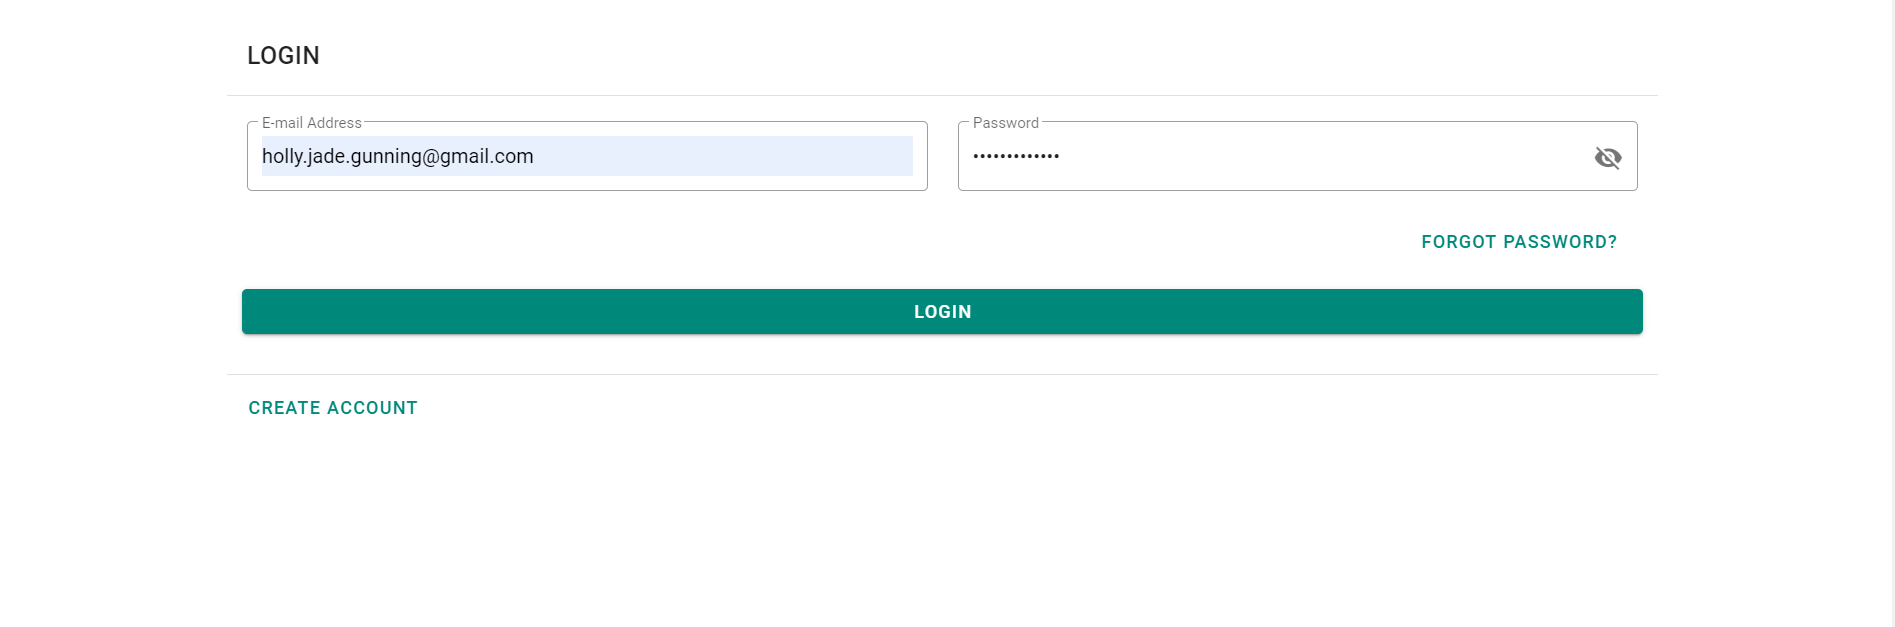 LOGIN
E-mail Address
holly.jade.gunning@gmail.com
Password
•••••••••••••
FORGOT PASSWORD?
LOGIN
CREATE ACCOUNT